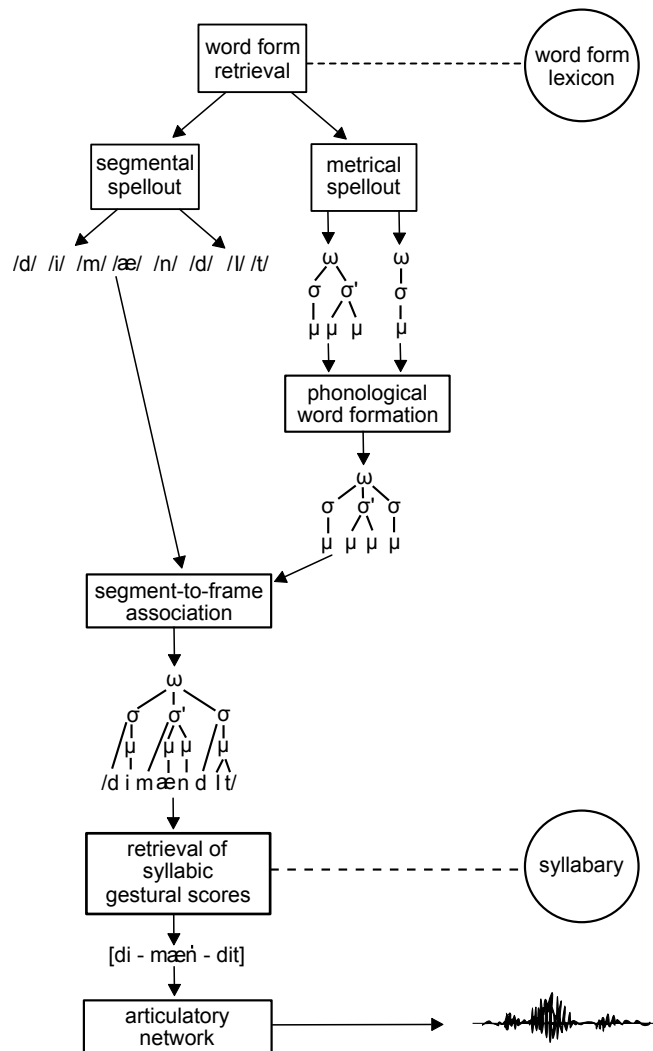 word form
retrieval
word form
lexicon
segmental
spellout
metrical
spellout
/d/ /i/ /m/ /æ/ /n/ /d/ /I/ /t/
ω ω
σ σ' σ
μ μ μ μ
phonological
word formation
ω
σ σ' σ
μ μ μ μ
segment-to-frame
association
ω
σ σ' σ
μ μ μ μ
/d i m æ n d I t/
retrieval of
syllabic
gestural scores
syllabary
[di - mæn' - dit]
articulatory
network